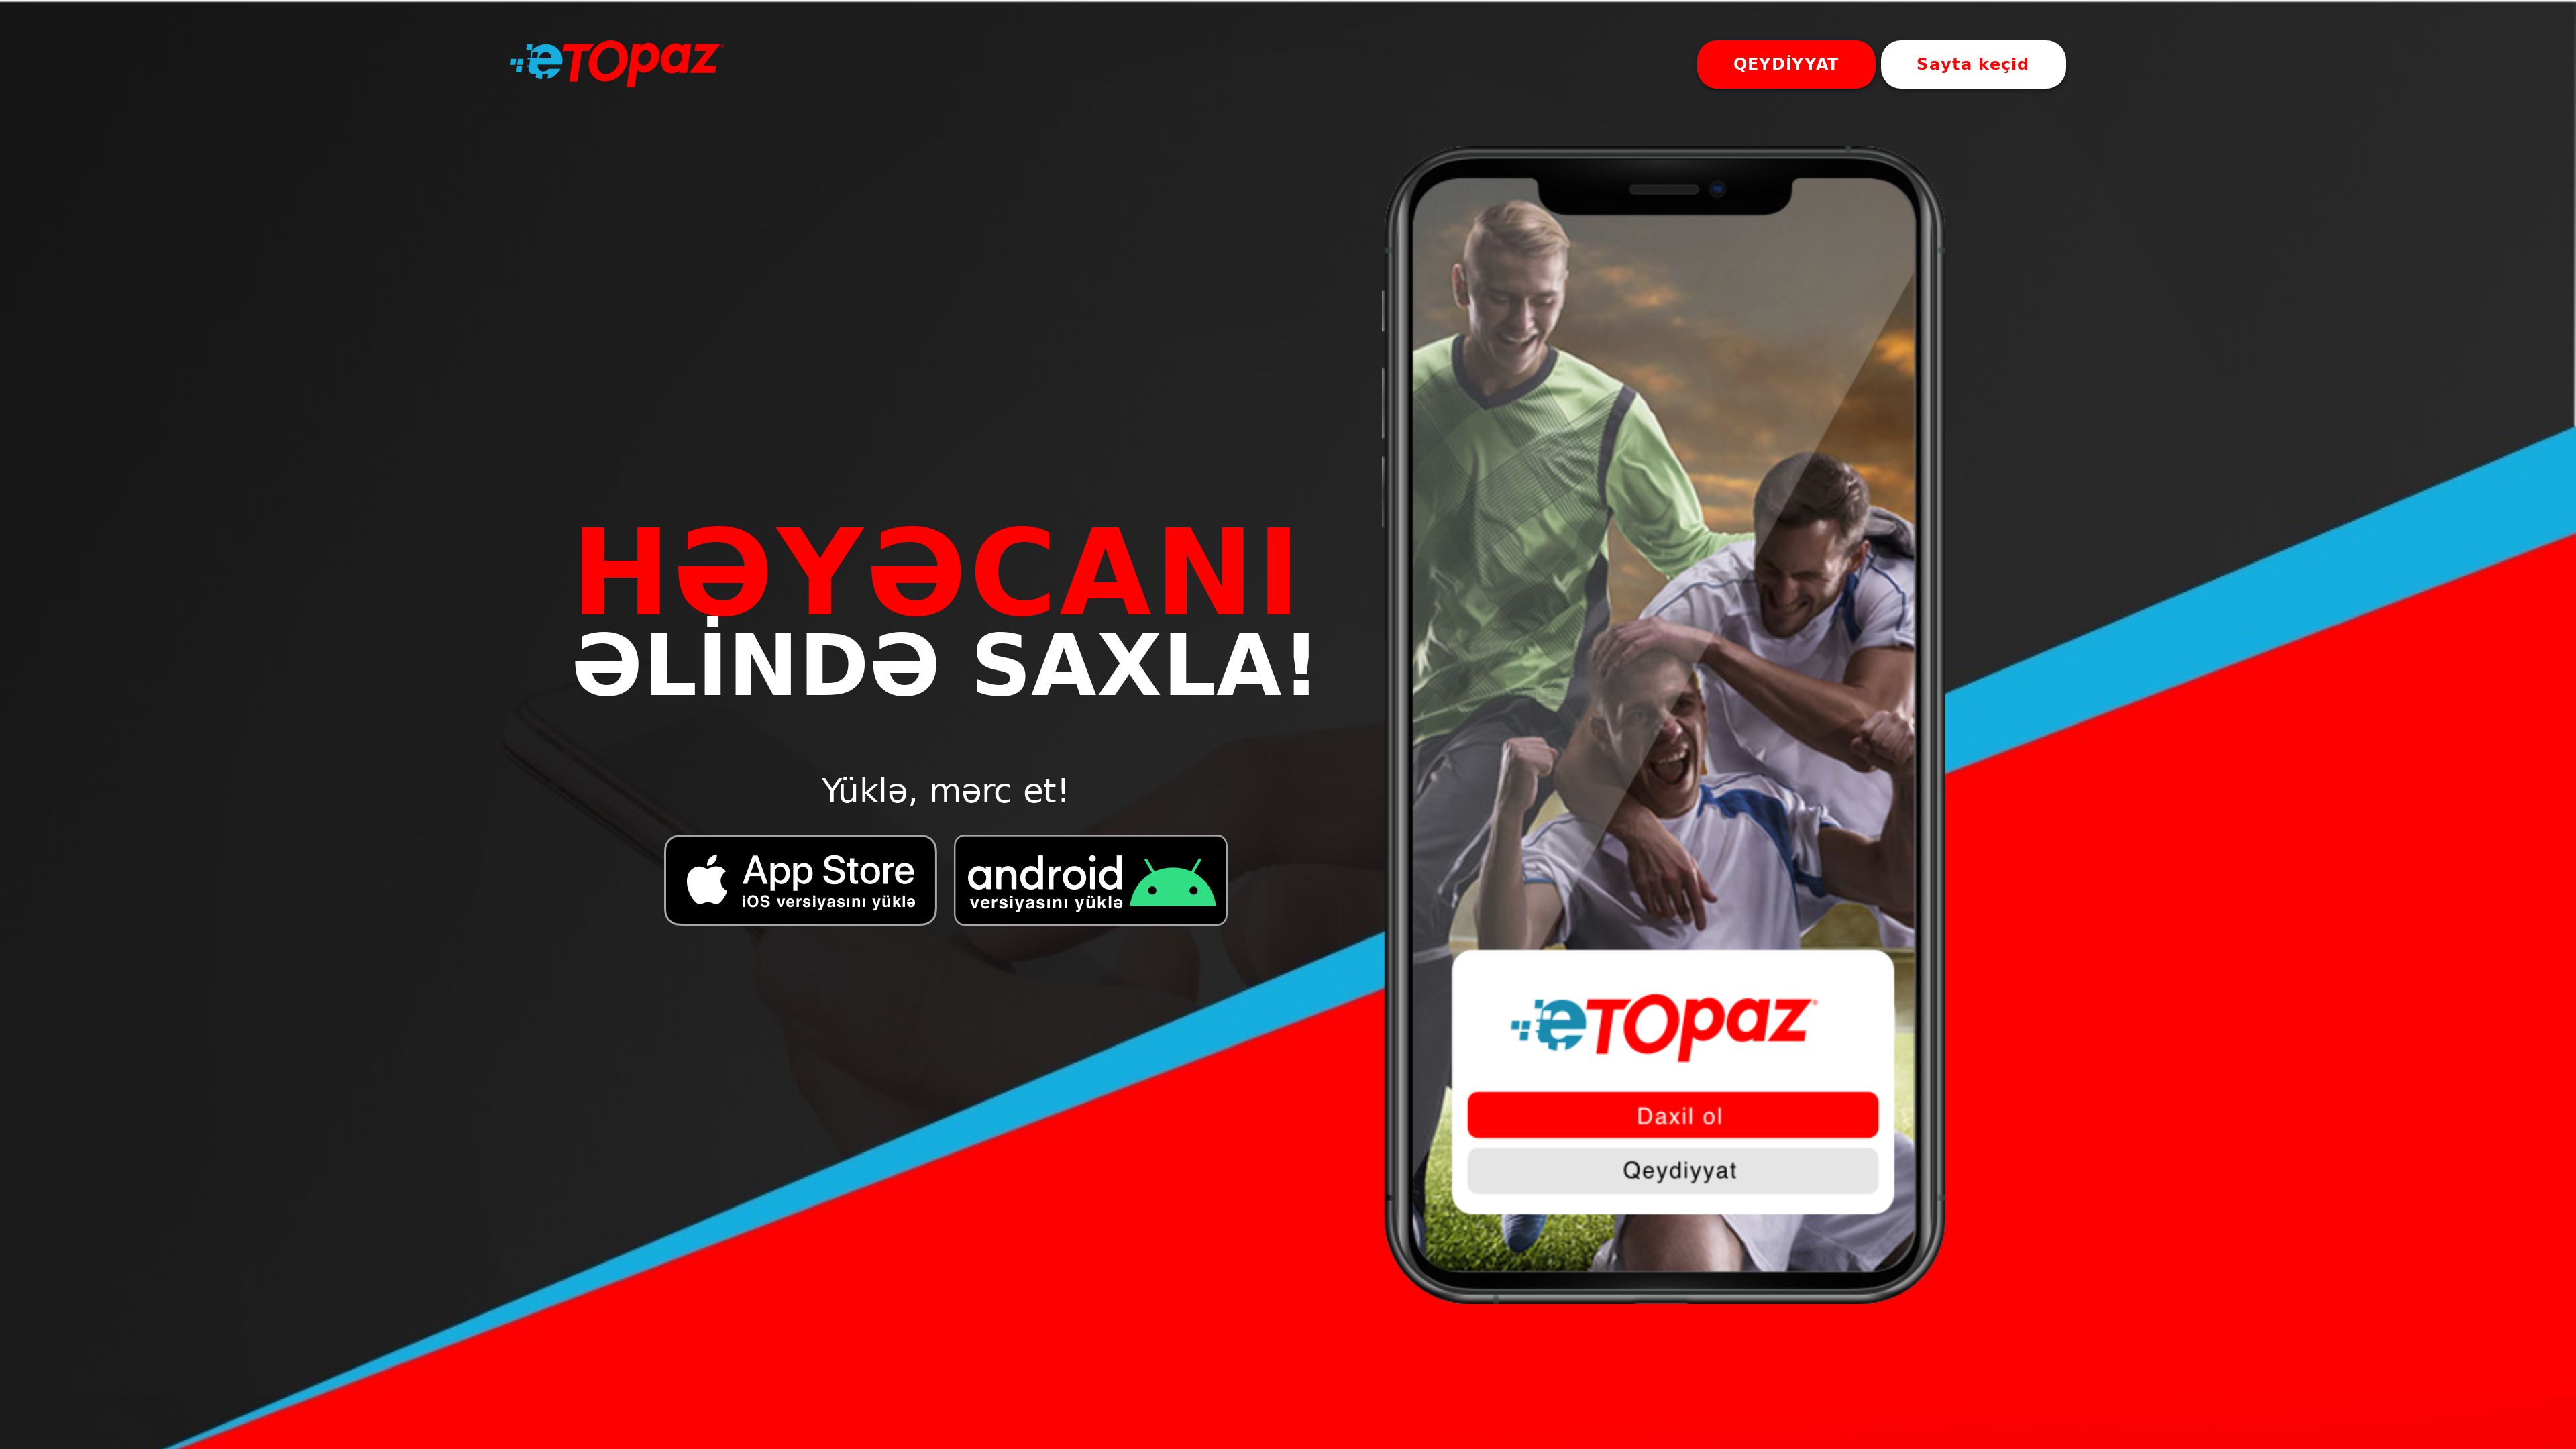 eTOpaz
QEYDİYYAT
Sayta keçid
HƏYƏCANI
ƏLİNDƏ SAXLA!
Yüklə, mərc et!
App Store
iOS versiyasını yüklə
android
versiyasını yüklə
eTOpaz
Daxil ol
Qeydiyyat